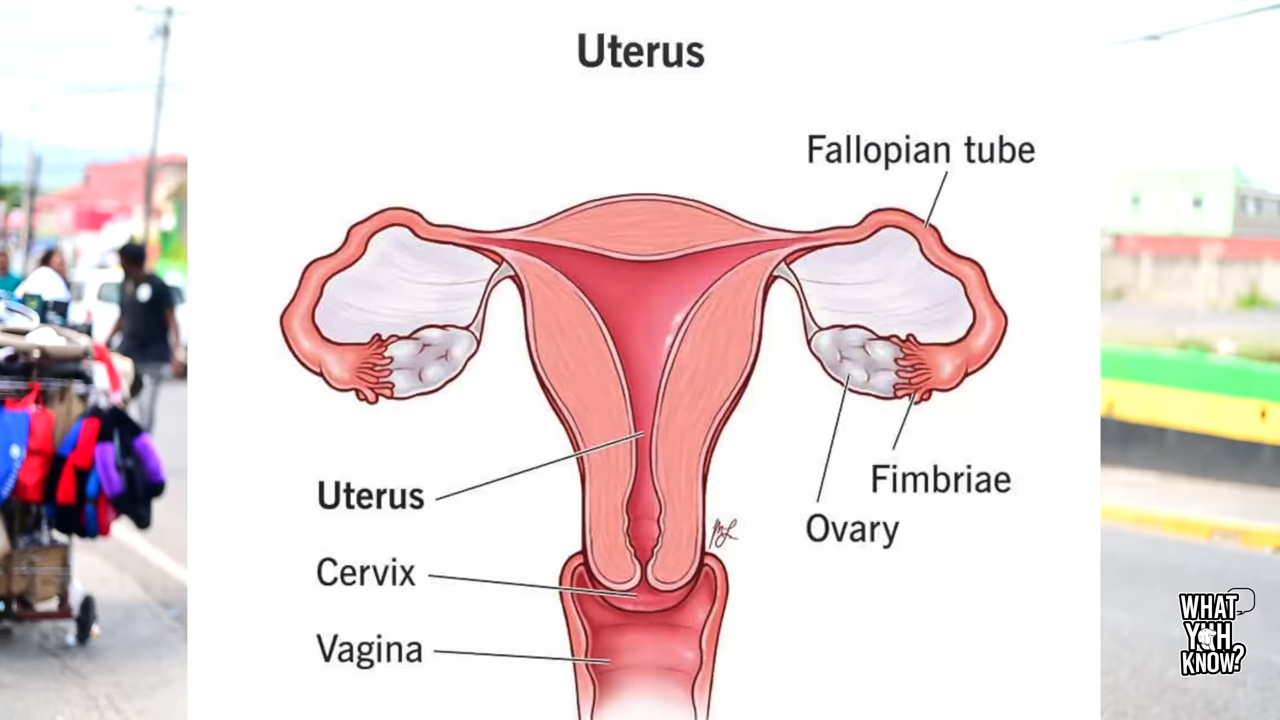 Uterus
Fallopian tube
Uterus
Cervix
Vagina
Fimbriae
Ovary
WHAT
YUH
KNOW?